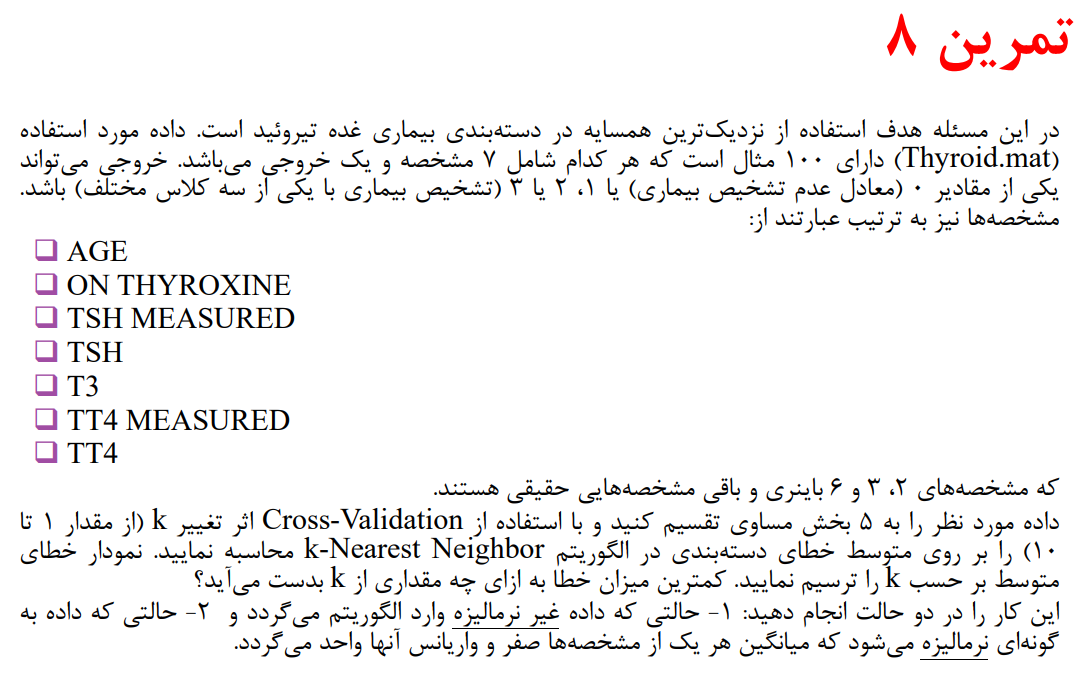 تمرین ۸
در این مسئله هدف استفاده از نزدیک‌ترین همسایه در دسته‌بندی بیماری غده تیروئید است. داده مورد استفاده
(Thyroid.mat) دارای ۱۰۰ مثال است که هر کدام شامل ۷ مشخصه و یک خروجی می‌باشد. خروجی می‌تواند
یکی از مقادیر ۰ (معادل عدم تشخیص بیماری) یا ۱، ۲ یا ۳ (تشخیص بیماری با یکی از سه کلاس مختلف) باشد.
مشخصه‌ها نیز به ترتیب عبارتند از:
❑ AGE
❑ ON THYROXINE
❑ TSH MEASURED
❑ TSH
❑ T3
❑ TT4 MEASURED
❑ TT4
که مشخصه‌های ۲، ۳ و ۶ باینری و باقی مشخصه‌هایی حقیقی هستند.
داده مورد نظر را به ۵ بخش مساوی تقسیم کنید و با استفاده از Cross-Validation اثر تغییر k (از مقدار ۱ تا
۱۰) را بر روی متوسط خطای دسته‌بندی در الگوریتم k-Nearest Neighbor محاسبه نمایید. نمودار خطای
متوسط بر حسب k را ترسیم نمایید. کمترین میزان خطا به ازای چه مقداری از k بدست می‌آید؟
این کار را در دو حالت انجام دهید: ۱- حالتی که داده غیر نرمالیزه وارد الگوریتم می‌گردد و ۲- حالتی که داده به
گونه‌ای نرمالیزه می‌شود که میانگین هر یک از مشخصه‌ها صفر و واریانس آنها واحد می‌گردد.